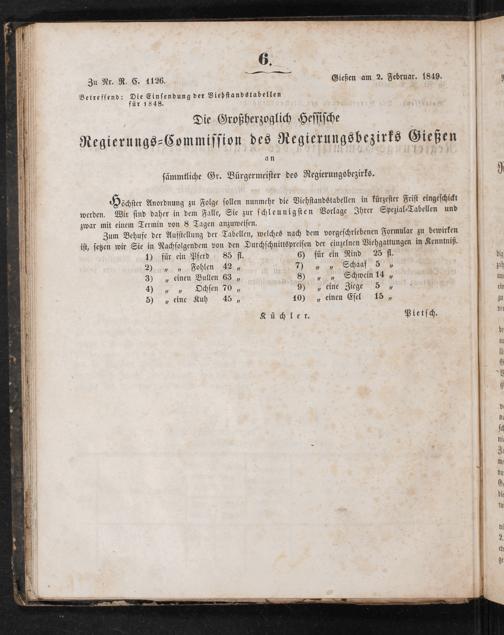 6.
Zu Nr. R. C. 1126.
Gießen am 2. Februar. 1849.
Betreffend: Die Einsendung der Viehstandstabellen
für 1848.
Die Großherzoglich Hessische
Regierungs-Commission des Regierungsbezirks Gießen
an
sämmtliche Gr. Bürgermeister des Regierungsbezirks.
Höchster Anordnung zu Folge sollen nunmehr die Viehstandstabellen in kürzester Frist eingeschickt
werden. Wir sind daher in dem Falle, Sie zur schleunigsten Vorlage Ihrer Spezial-Tabellen und
zwar mit einem Termin von 8 Tagen anzuweisen.
Zum Behufe der Aufstellung der Tabellen, welches nach dem vorgeschriebenen Formular zu bewirken
ist, setzen wir Sie in Nachfolgendem von den Durchschnittspreisen der einzelnen Viehgattungen in Kenntniß.
1) für ein Pferd 85 fl.
2) „ „ Fohlen 42 „
3) „ einen Bullen 63 „
4) „ „ Ochsen 70 „
5) „ eine Kuh 45 „
6) für ein Rind 25 fl.
7) „ „ Schaaf 5 „
8) „ „ Schwein 14 „
9) „ eine Ziege 5 „
10) „ einen Esel 15 „
Küchler.
Pietsch.